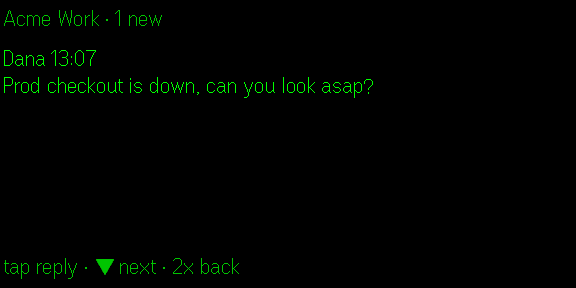 Acme Work · 1 new
Dana 13:07
Prod checkout is down, can you look asap?
tap reply · ▼ next · 2x back